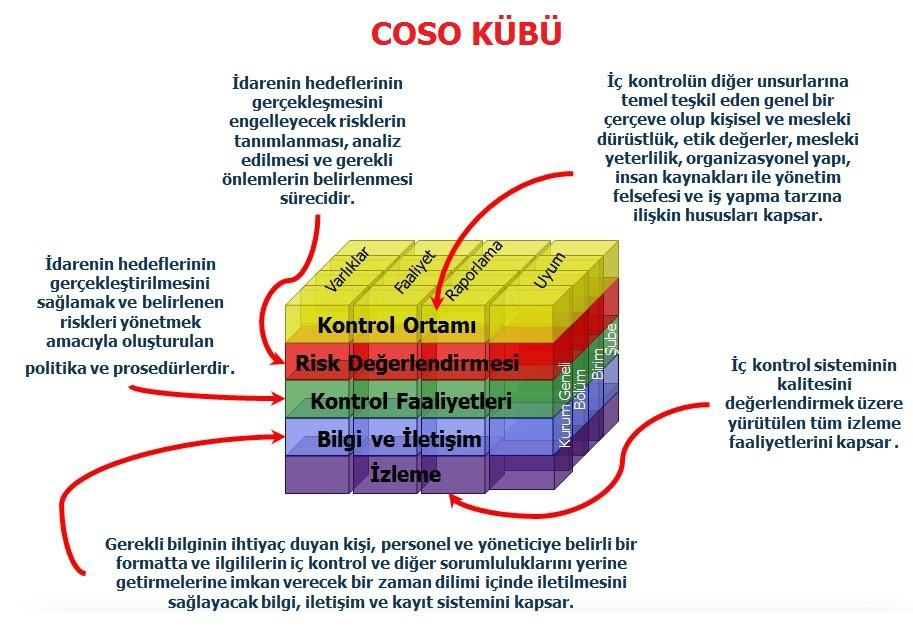 COSO KÜBÜ
İdarenin hedeflerinin
gerçekleşmesini
engelleyecek risklerin
tanımlanması, analiz
edilmesi ve gerekli
önlemlerin belirlenmesi
sürecidir.
İç kontrolün diğer unsurlarına
temel teşkil eden genel bir
çerçeve olup kişisel ve mesleki
dürüstlük, etik değerler, mesleki
yeterlilik, organizasyonel yapı,
insan kaynakları ile yönetim
felsefesi ve iş yapma tarzına
ilişkin hususları kapsar.
İdarenin hedeflerinin
gerçekleştirilmesini
sağlamak ve belirlenen
riskleri yönetmek
amacıyla oluşturulan
politika ve prosedürlerdir.
Varlıklar
Faaliyet
Raporlama
Uyum
Kontrol Ortamı
Risk Değerlendirmesi
Kontrol Faaliyetleri
Bilgi ve İletişim
İzleme
Kurum Geneli
Bölüm
Birim
Şube
İç kontrol sisteminin
kalitesini
değerlendirmek üzere
yürütülen tüm izleme
faaliyetlerini kapsar .
Gerekli bilginin ihtiyaç duyan kişi, personel ve yöneticiye belirli bir
formatta ve ilgililerin iç kontrol ve diğer sorumluluklarını yerine
getirmelerine imkan verecek bir zaman dilimi içinde iletilmesini
sağlayacak bilgi, iletişim ve kayıt sistemini kapsar.